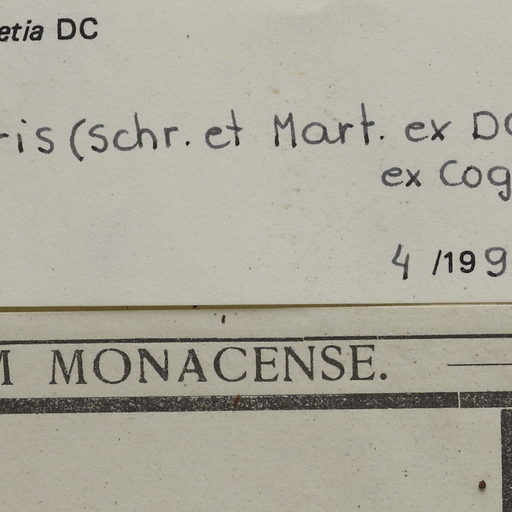 etia DC
ris (Schr. et Mart. ex DC
ex Cog
4 /199
M MONACENSE.